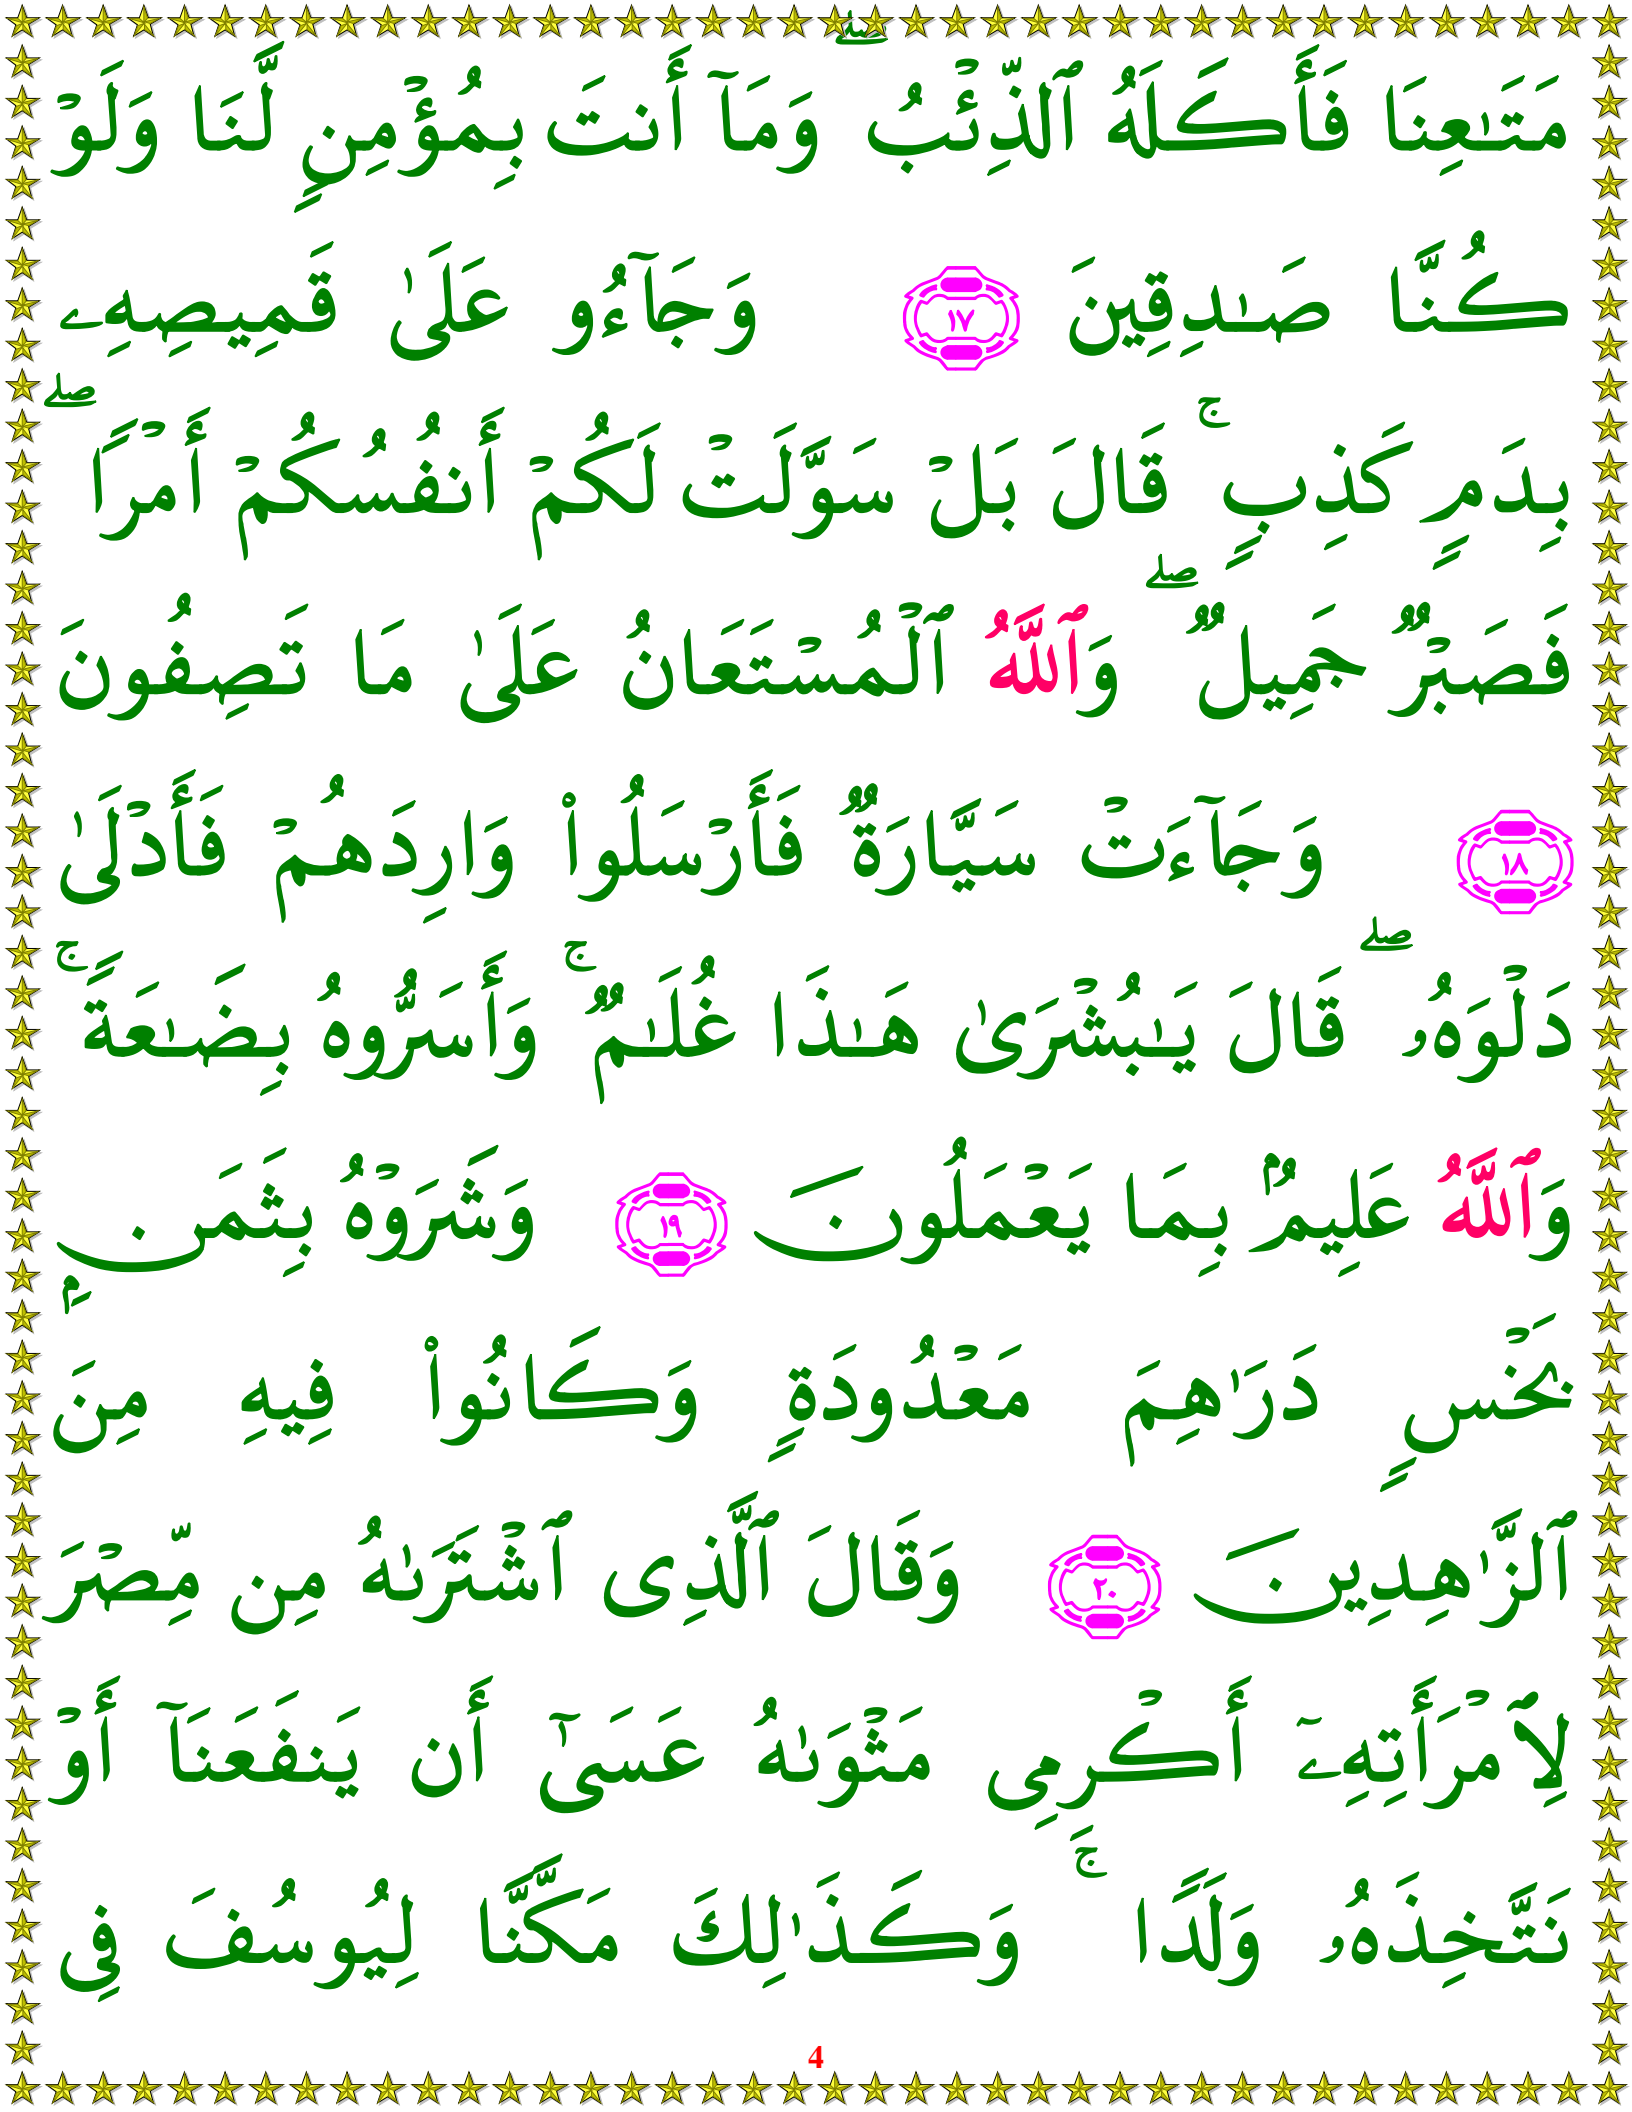 مَتَـٰعِنَا فَأَكَلَهُ ٱلذِّئْبُ ۖ وَمَآ أَنتَ بِمُؤْمِنٍ لَّنَا وَلَوْ
كُنَّا صَـٰدِقِينَ ١٧ وَجَآءُو عَلَىٰ قَمِيصِهِۦ
بِدَمٍ كَذِبٍ ۚ قَالَ بَلْ سَوَّلَتْ لَكُمْ أَنفُسُكُمْ أَمْرًا ۖ
فَصَبْرٌ جَمِيلٌ ۖ وَٱللَّهُ ٱلْمُسْتَعَانُ عَلَىٰ مَا تَصِفُونَ
١٨ وَجَآءَتْ سَيَّارَةٌ فَأَرْسَلُوا۟ وَارِدَهُمْ فَأَدْلَىٰ
دَلْوَهُۥ ۖ قَالَ يَـٰبُشْرَىٰ هَـٰذَا غُلَـٰمٌ ۚ وَأَسَرُّوهُ بِضَـٰعَةً ۚ
وَٱللَّهُ عَلِيمٌۢ بِمَا يَعْمَلُونَ ١٩ وَشَرَوْهُ بِثَمَنٍۭ
بَخْسٍ دَرَٰهِمَ مَعْدُودَةٍ وَكَانُوا۟ فِيهِ مِنَ
ٱلزَّٰهِدِينَ ٢٠ وَقَالَ ٱلَّذِى ٱشْتَرَىٰهُ مِن مِّصْرَ
لِٱمْرَأَتِهِۦٓ أَكْرِمِى مَثْوَىٰهُ عَسَىٰٓ أَن يَنفَعَنَآ أَوْ
نَتَّخِذَهُۥ وَلَدًا ۚ وَكَذَٰلِكَ مَكَّنَّا لِيُوسُفَ فِى
4